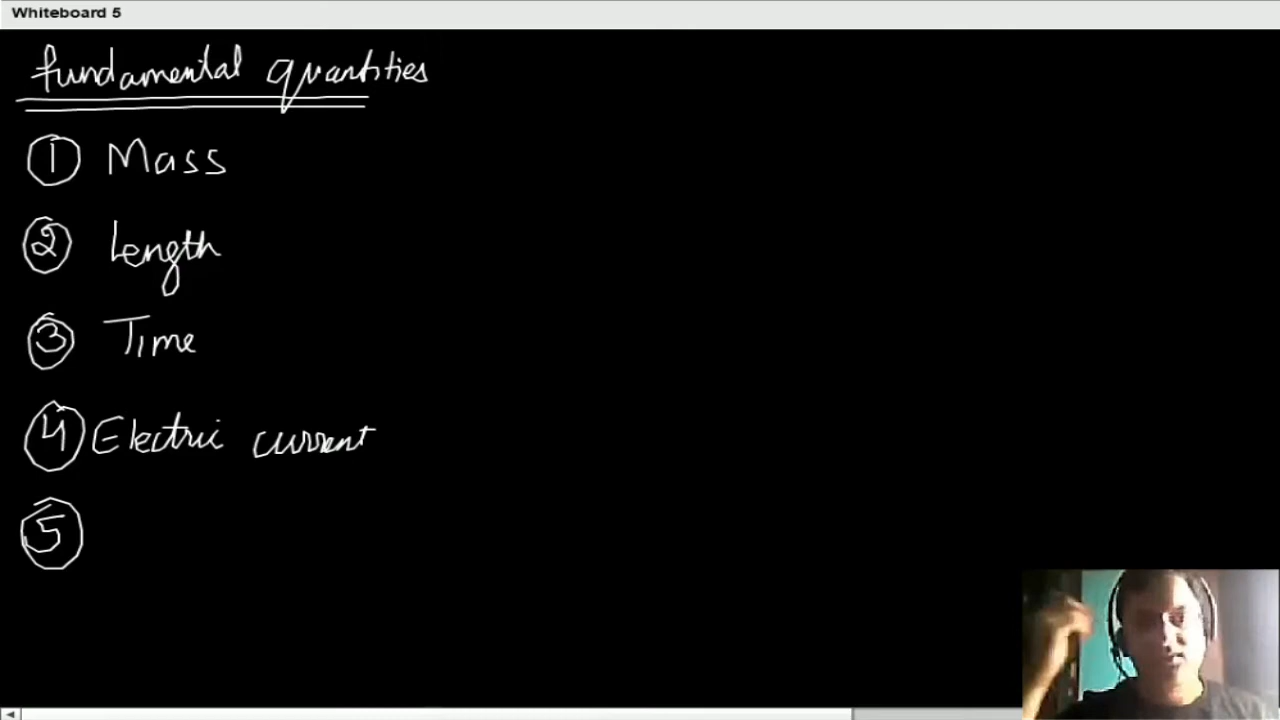 Whiteboard 5
fundamental quantities
1 Mass
2 Length
3 Time
4 Electric current
5